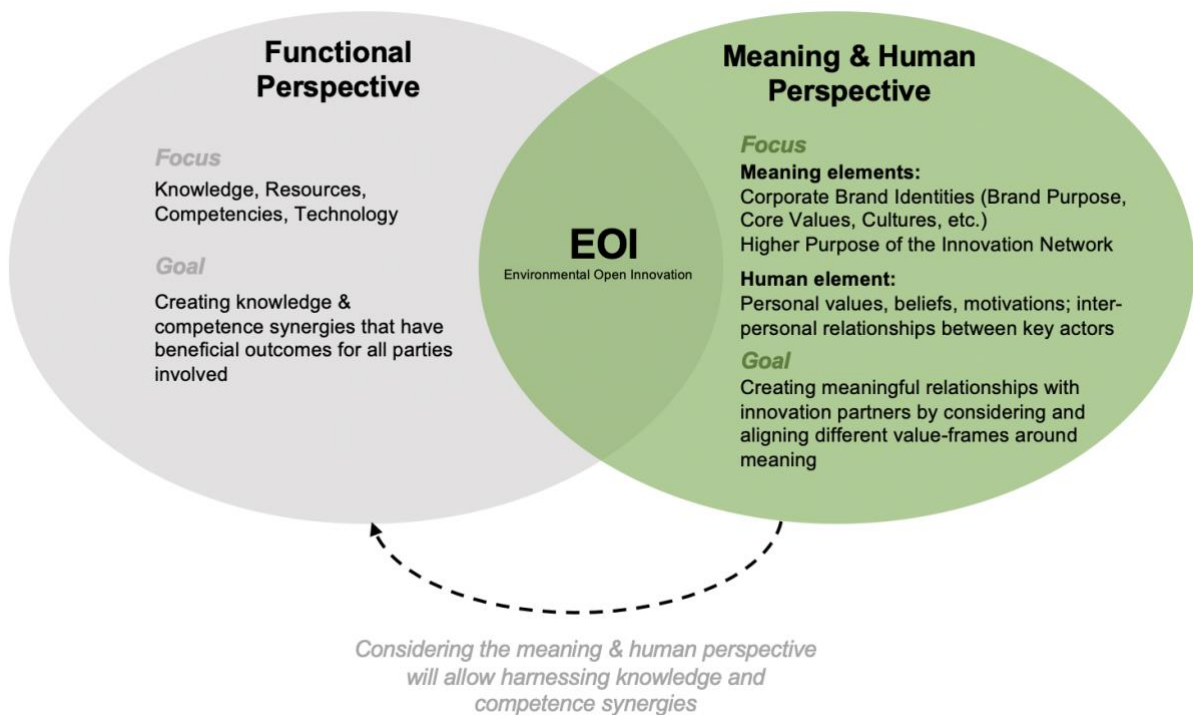 Functional
Perspective
Focus
Knowledge, Resources,
Competencies, Technology
Goal
Creating knowledge &
competence synergies that have
beneficial outcomes for all parties
involved
EOI
Environmental Open Innovation
Meaning & Human
Perspective
Focus
Meaning elements:
Corporate Brand Identities (Brand Purpose,
Core Values, Cultures, etc.)
Higher Purpose of the Innovation Network
Human element:
Personal values, beliefs, motivations; inter-
personal relationships between key actors
Goal
Creating meaningful relationships with
innovation partners by considering and
aligning different value-frames around
meaning
Considering the meaning & human perspective
will allow harnessing knowledge and
competence synergies